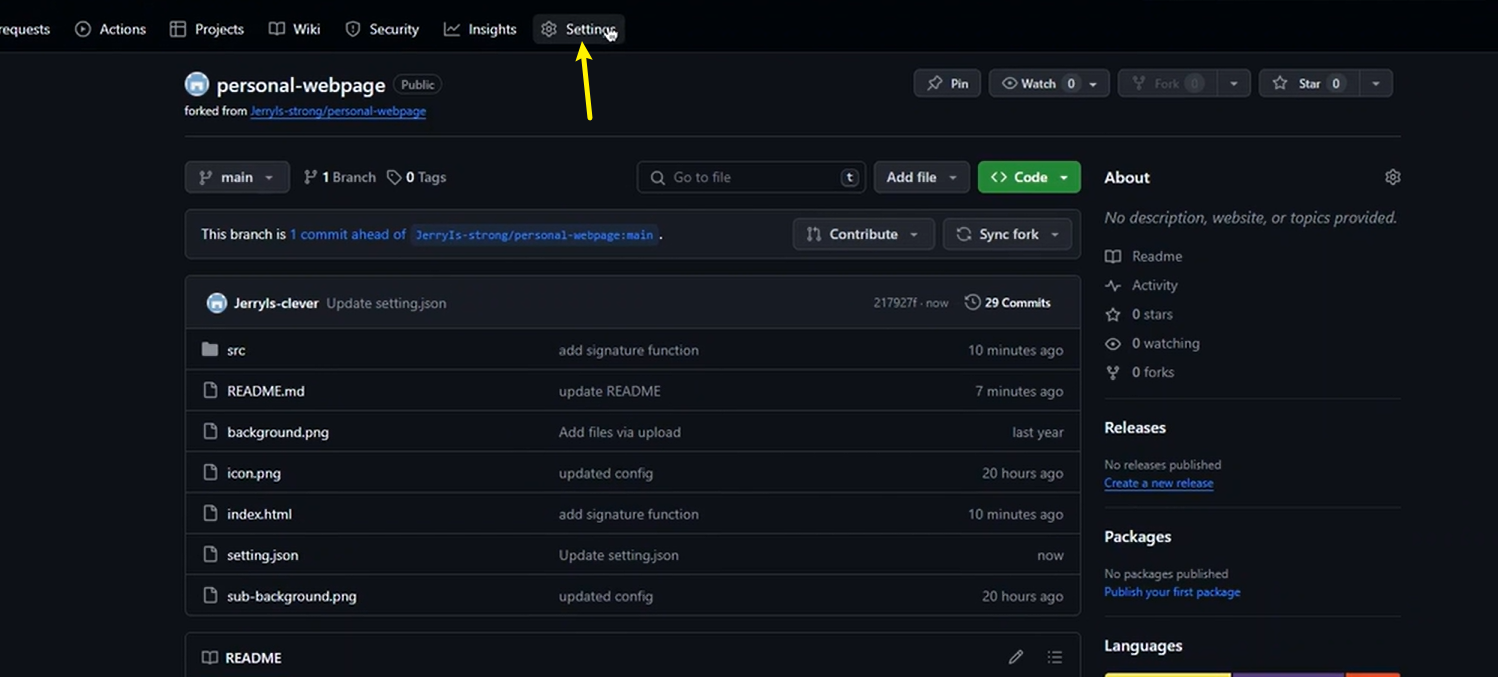 requests Actions Projects Wiki Security Insights Settings
personal-webpage Public Pin Watch 0 Fork 0 Star 0
forked from JerryIs-strong/personal-webpage
main 1 Branch 0 Tags Go to file t Add file Code About
No description, website, or topics provided.
This branch is 1 commit ahead of JerryIs-strong/personal-webpage:main . Contribute Sync fork
Readme
Activity
JerryIs-clever Update setting.json 217927f · now 29 Commits
0 stars
0 watching
0 forks
src add signature function 10 minutes ago
README.md update README 7 minutes ago
background.png Add files via upload last year
icon.png updated config 20 hours ago
index.html add signature function 10 minutes ago
setting.json Update setting.json now
sub-background.png updated config 20 hours ago
Releases
No releases published
Create a new release
Packages
No packages published
Publish your first package
Languages
README